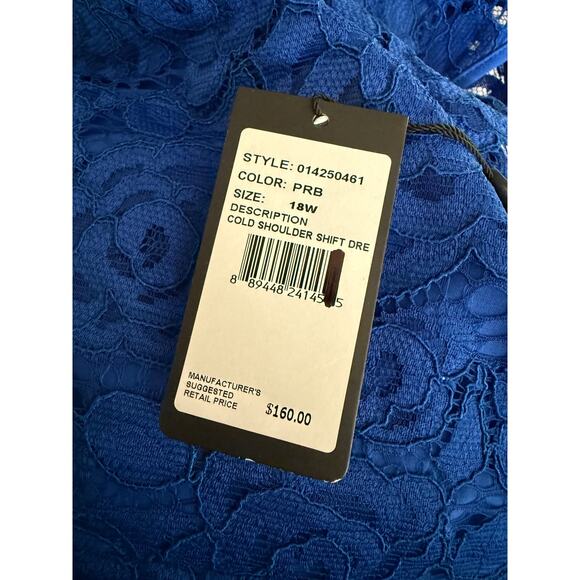 STYLE: 014250461
COLOR: PRB
SIZE: 18W
DESCRIPTION
COLD SHOULDER SHIFT DRE
8 89448 2414 5
MANUFACTURER'S
SUGGESTED
RETAIL PRICE $160.00